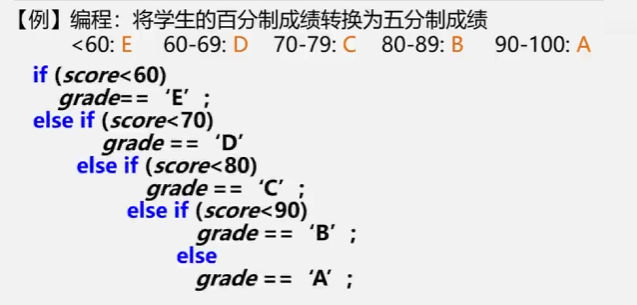 【例】编程：将学生的百分制成绩转换为五分制成绩
<60: E 60-69: D 70-79: C 80-89: B 90-100: A
if (score<60)
grade== ‘E’ ;
else if (score<70)
grade == ‘D’
else if (score<80)
grade == ‘C’ ;
else if (score<90)
grade == ‘B’ ;
else
grade == ‘A’ ;